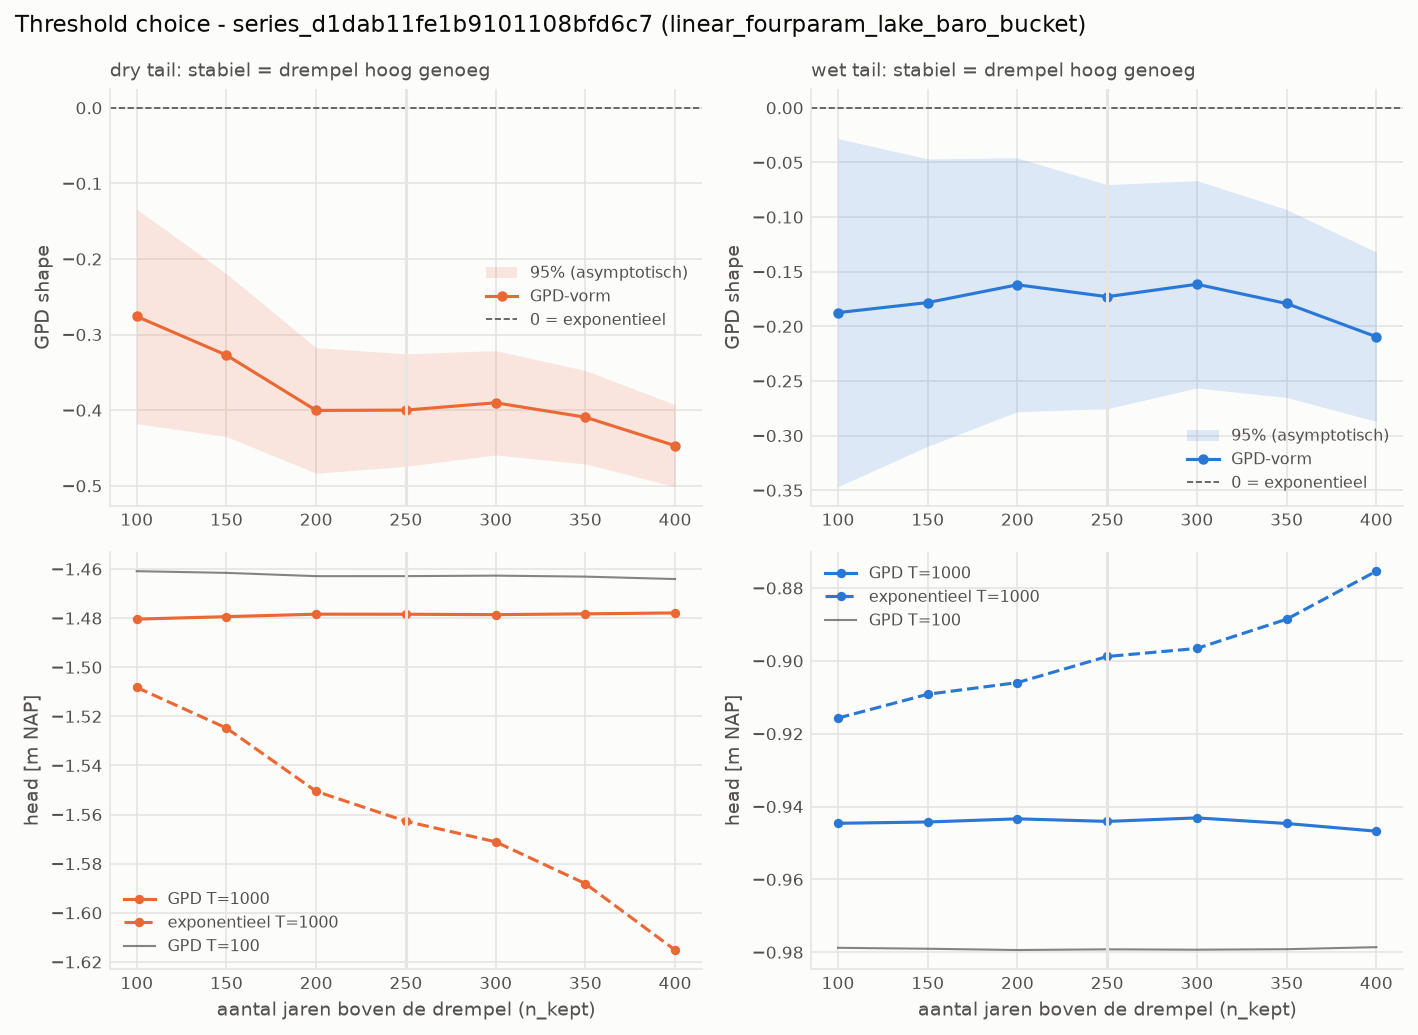 Threshold choice - series_d1dab11fe1b9101108bfd6c7 (linear_fourparam_lake_baro_bucket)
dry tail: stabiel = drempel hoog genoeg
GPD shape
0.0
−0.1
−0.2
−0.3
−0.4
−0.5
95% (asymptotisch)
GPD-vorm
0 = exponentieel
100 150 200 250 300 350 400
wet tail: stabiel = drempel hoog genoeg
GPD shape
0.00
−0.05
−0.10
−0.15
−0.20
−0.25
−0.30
−0.35
95% (asymptotisch)
GPD-vorm
0 = exponentieel
100 150 200 250 300 350 400
head [m NAP]
−1.46
−1.48
−1.50
−1.52
−1.54
−1.56
−1.58
−1.60
−1.62
GPD T=1000
exponentieel T=1000
GPD T=100
100 150 200 250 300 350 400
aantal jaren boven de drempel (n_kept)
head [m NAP]
−0.88
−0.90
−0.92
−0.94
−0.96
−0.98
GPD T=1000
exponentieel T=1000
GPD T=100
100 150 200 250 300 350 400
aantal jaren boven de drempel (n_kept)